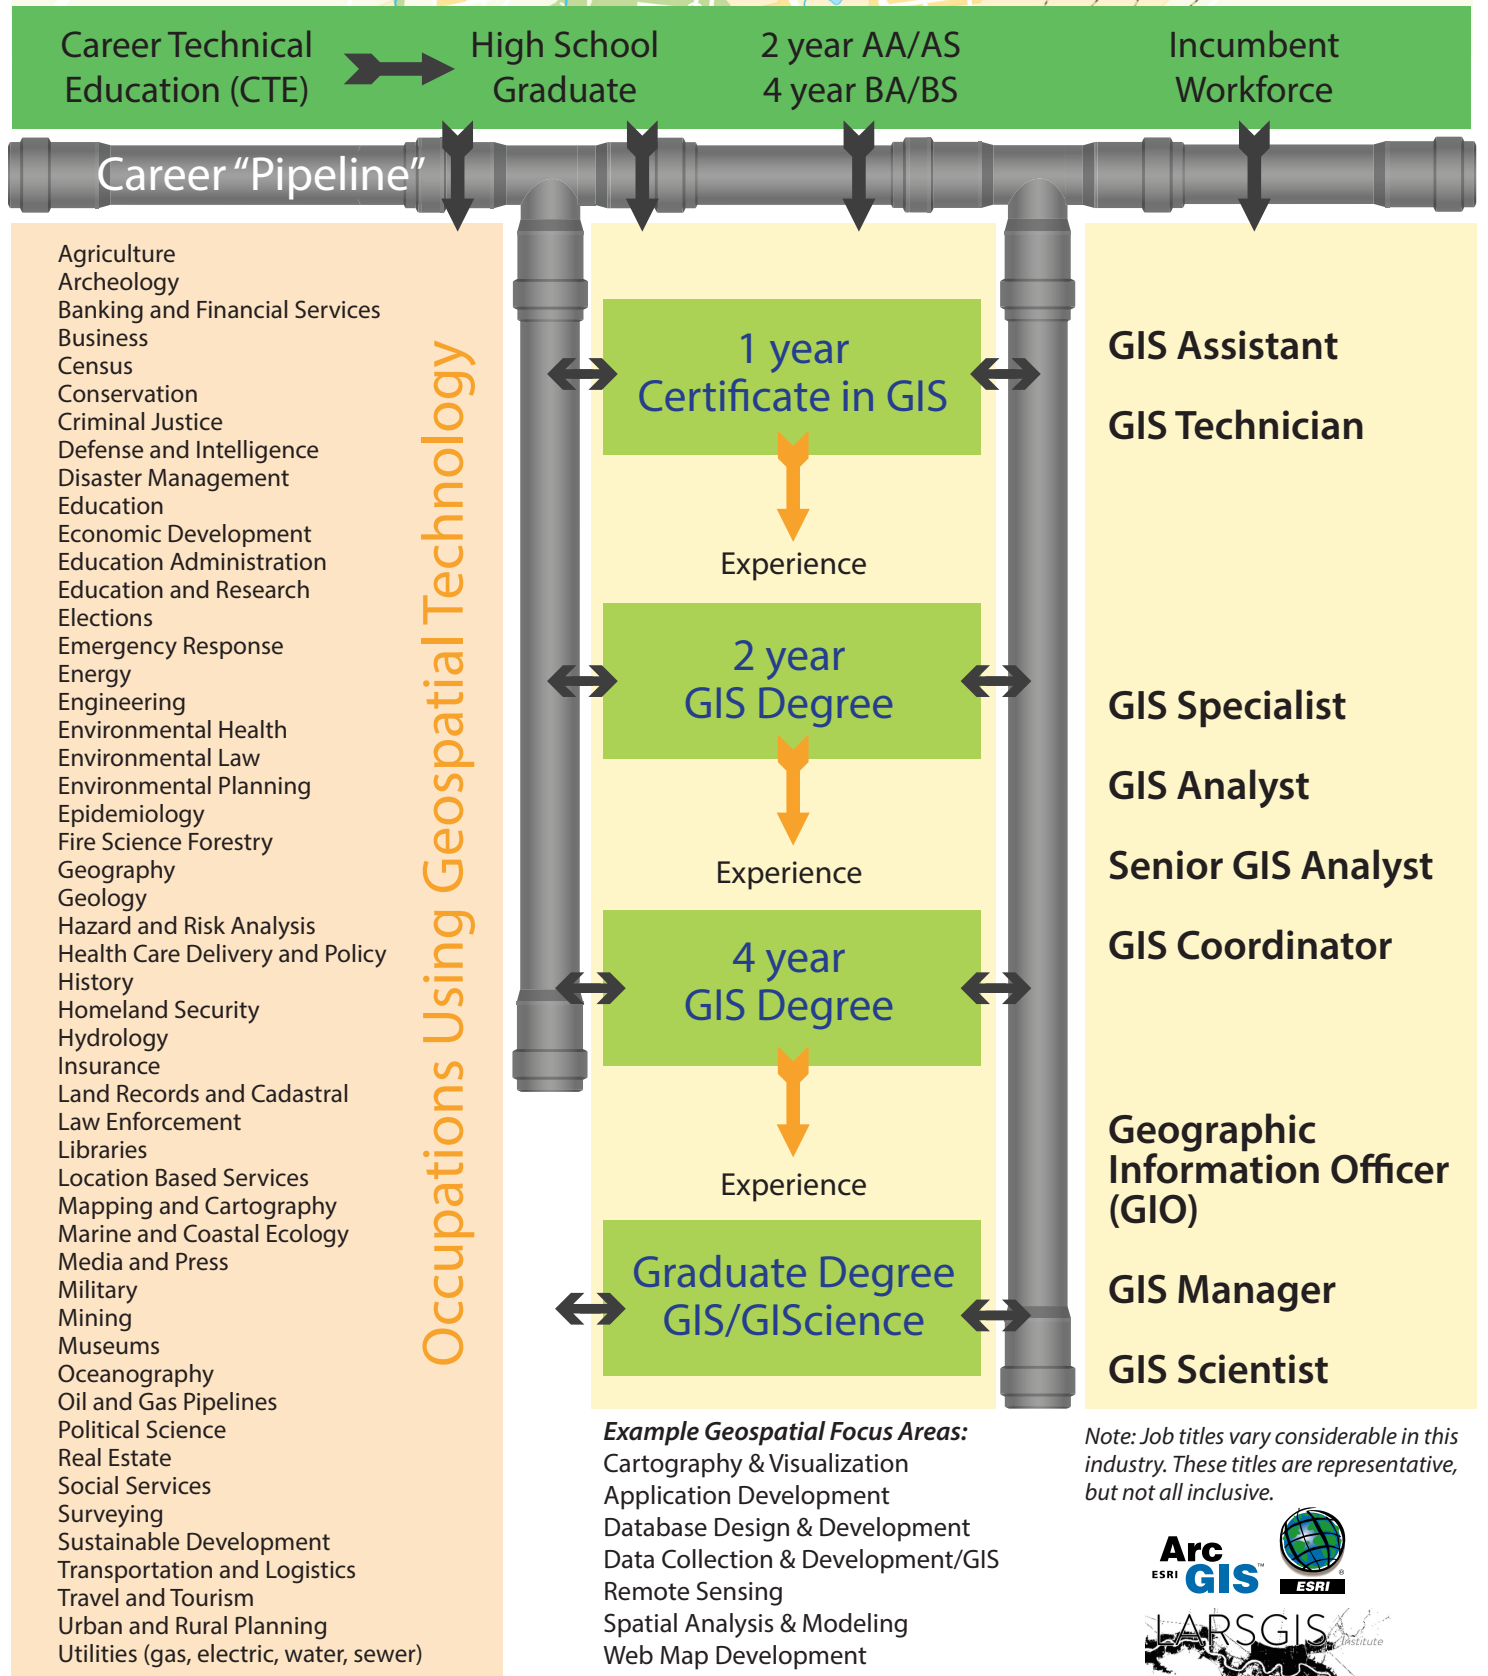 Career Technical
Education (CTE)
High School
Graduate
2 year AA/AS
4 year BA/BS
Incumbent
Workforce
Career “Pipeline”
Agriculture
Archeology
Banking and Financial Services
Business
Census
Conservation
Criminal Justice
Defense and Intelligence
Disaster Management
Education
Economic Development
Education Administration
Education and Research
Elections
Emergency Response
Energy
Engineering
Environmental Health
Environmental Law
Environmental Planning
Epidemiology
Fire Science Forestry
Geography
Geology
Hazard and Risk Analysis
Health Care Delivery and Policy
History
Homeland Security
Hydrology
Insurance
Land Records and Cadastral
Law Enforcement
Libraries
Location Based Services
Mapping and Cartography
Marine and Coastal Ecology
Media and Press
Military
Mining
Museums
Oceanography
Oil and Gas Pipelines
Political Science
Real Estate
Social Services
Surveying
Sustainable Development
Transportation and Logistics
Travel and Tourism
Urban and Rural Planning
Utilities (gas, electric, water, sewer)
Occupations Using Geospatial Technology
1 year
Certificate in GIS
Experience
2 year
GIS Degree
Experience
4 year
GIS Degree
Experience
Graduate Degree
GIS/GIScience
Example Geospatial Focus Areas:
Cartography & Visualization
Application Development
Database Design & Development
Data Collection & Development/GIS
Remote Sensing
Spatial Analysis & Modeling
Web Map Development
GIS Assistant
GIS Technician
GIS Specialist
GIS Analyst
Senior GIS Analyst
GIS Coordinator
Geographic
Information Officer
(GIO)
GIS Manager
GIS Scientist
Note: Job titles vary considerable in this
industry. These titles are representative,
but not all inclusive.
Arc
ESRI GIS™
ESRI ®
LARSGIS Institute